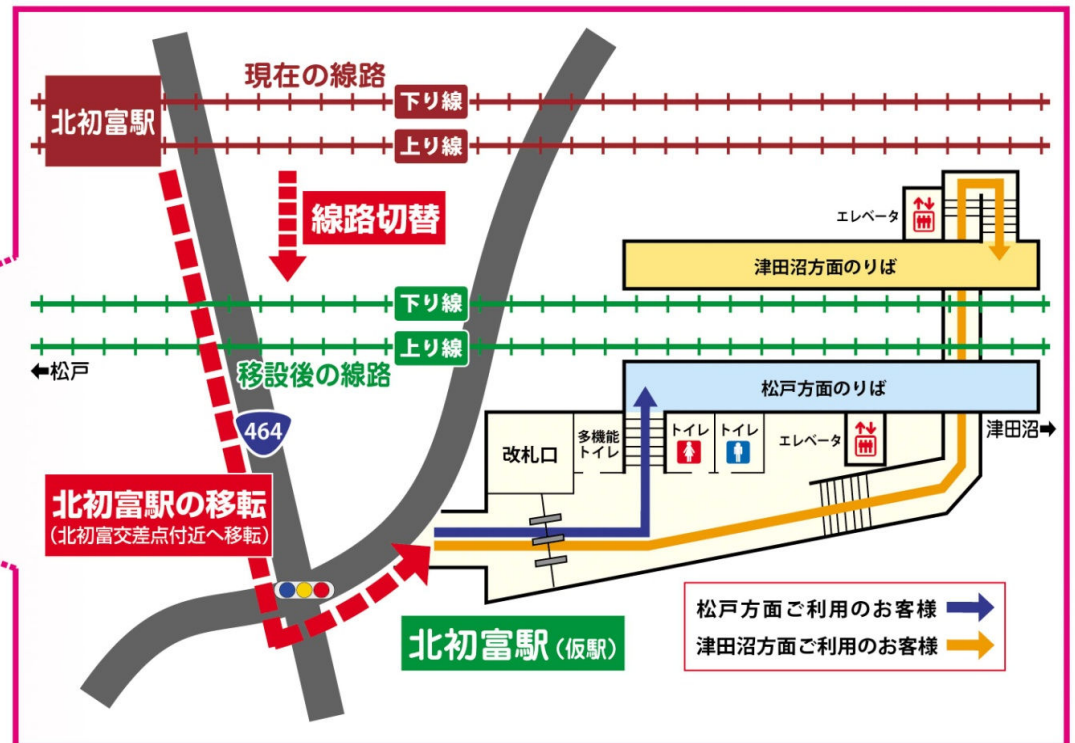 現在の線路
北初富駅
下り線
上り線
線路切替
エレベータ
津田沼方面のりば
下り線
上り線
←松戸
移設後の線路
松戸方面のりば
464
津田沼→
改札口
多機能
トイレ
トイレ
トイレ
エレベータ
北初富駅の移転
(北初富交差点付近へ移転)
北初富駅(仮駅)
松戸方面ご利用のお客様
津田沼方面ご利用のお客様